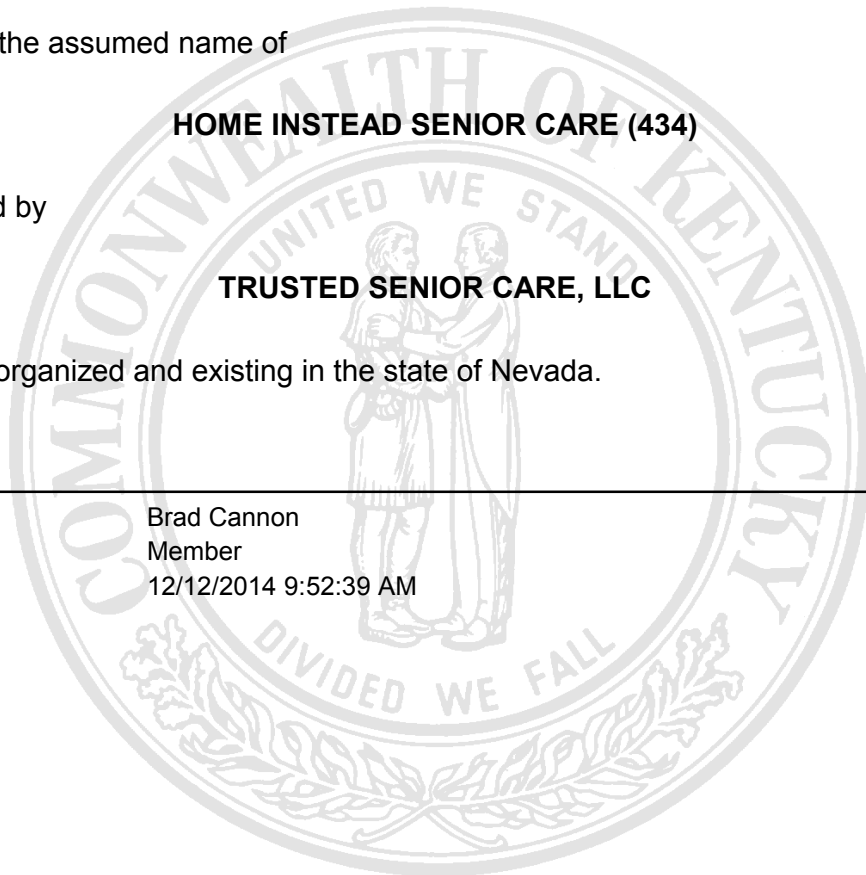 the assumed name of
HOME INSTEAD SENIOR CARE (434)
d by
TRUSTED SENIOR CARE, LLC
organized and existing in the state of Nevada.
Brad Cannon
Member
12/12/2014 9:52:39 AM
COMMONWEALTH OF KENTUCKY
UNITED WE STAND
DIVIDED WE FALL